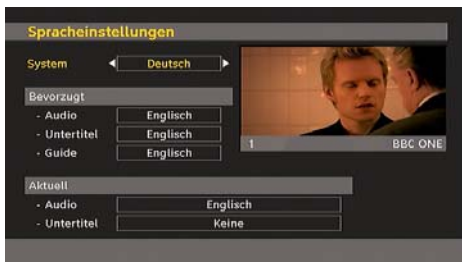 Spracheinstellungen
System Deutsch
Bevorzugt
- Audio Englisch
- Untertitel Englisch
- Guide Englisch
1 BBC ONE
Aktuell
- Audio Englisch
- Untertitel Keine